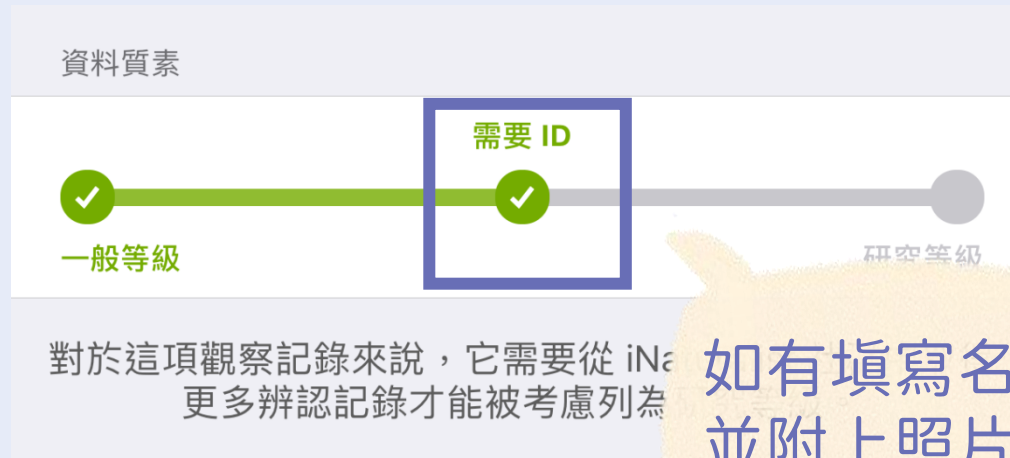 資料質素
需要 ID
一般等級
研究等級
對於這項觀察記錄來說，它需要從 iNa
更多辨認記錄才能被考慮列為
如有填寫名
並附上照片